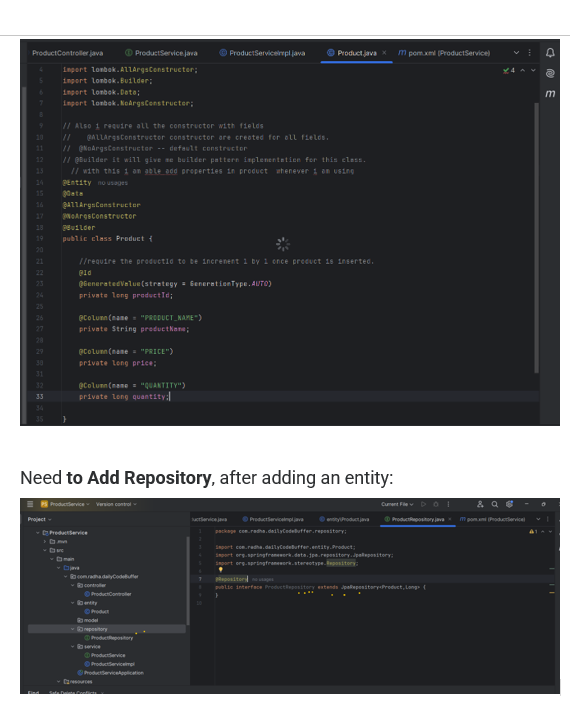 ProductController.java ProductService.java ProductServiceImpl.java Product.java × pom.xml (ProductService)
4 import lombok.AllArgsConstructor; 4
5 import lombok.Builder;
6 import lombok.Data;
7 import lombok.NoArgsConstructor;
8
9 // Also i require all the constructor with fields
10 // @AllArgsConstructor constructor are created for all fields.
11 // @NoArgsConstructor -- default constructor
12 // @Builder it will give me builder pattern implementation for this class.
13 // with this i am able add properties in product whenever i am using
14 @Entity no usages
15 @Data
16 @AllArgsConstructor
17 @NoArgsConstructor
18 @Builder
19 public class Product {
20
21 //require the productid to be increment 1 by 1 once product is inserted.
22 @Id
23 @GeneratedValue(strategy = GenerationType.AUTO)
24 private long productId;
25
26 @Column(name = "PRODUCT_NAME")
27 private String productName;
28
29 @Column(name = "PRICE")
30 private long price;
31
32 @Column(name = "QUANTITY")
33 private long quantity;
34
35 }
Need to Add Repository, after adding an entity:
PS ProductService Version control Current File
Project
uctService.java ProductServiceImpl.java entity\Product.java ProductRepository.java × pom.xml (ProductService)
ProductService
.mvn
src
main
java
com.radha.dailyCodeBuffer
controller
ProductController
entity
Product
model
repository
ProductRepository
service
ProductService
ProductServiceImpl
ProductServiceApplication
resources
1 package com.radha.dailyCodeBuffer.repository; 1
2
3 import com.radha.dailyCodeBuffer.entity.Product;
4 import org.springframework.data.jpa.repository.JpaRepository;
5 import org.springframework.stereotype.Repository;
6
7 @Repository no usages
8 public interface ProductRepository extends JpaRepository<Product,Long> {
9 }
10
Find Safe Delete Conflicts ×